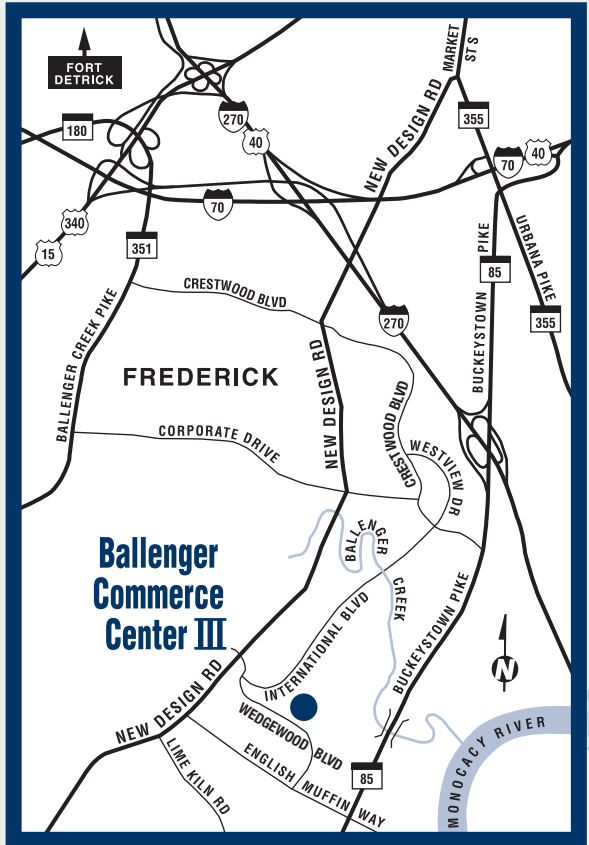 FORT
DETRICK
MARKET
ST S
180
270
40
NEW DESIGN RD
355
70
40
340
15
351
70
PIKE
85
URBANA PIKE
355
BUCKEYSTOWN
CRESTWOOD BLVD
270
BALLENGER CREEK PIKE
FREDERICK
NEW DESIGN RD
CRESTWOOD BLVD
CORPORATE DRIVE
WESTVIEW DR
BALLENGER
CREEK
Ballenger
Commerce
Center III
INTERNATIONAL BLVD
BUCKEYSTOWN PIKE
N
NEW DESIGN RD
WEDGEWOOD BLVD
LIME KILN RD
ENGLISH MUFFIN WAY
85
MONOCACY RIVER